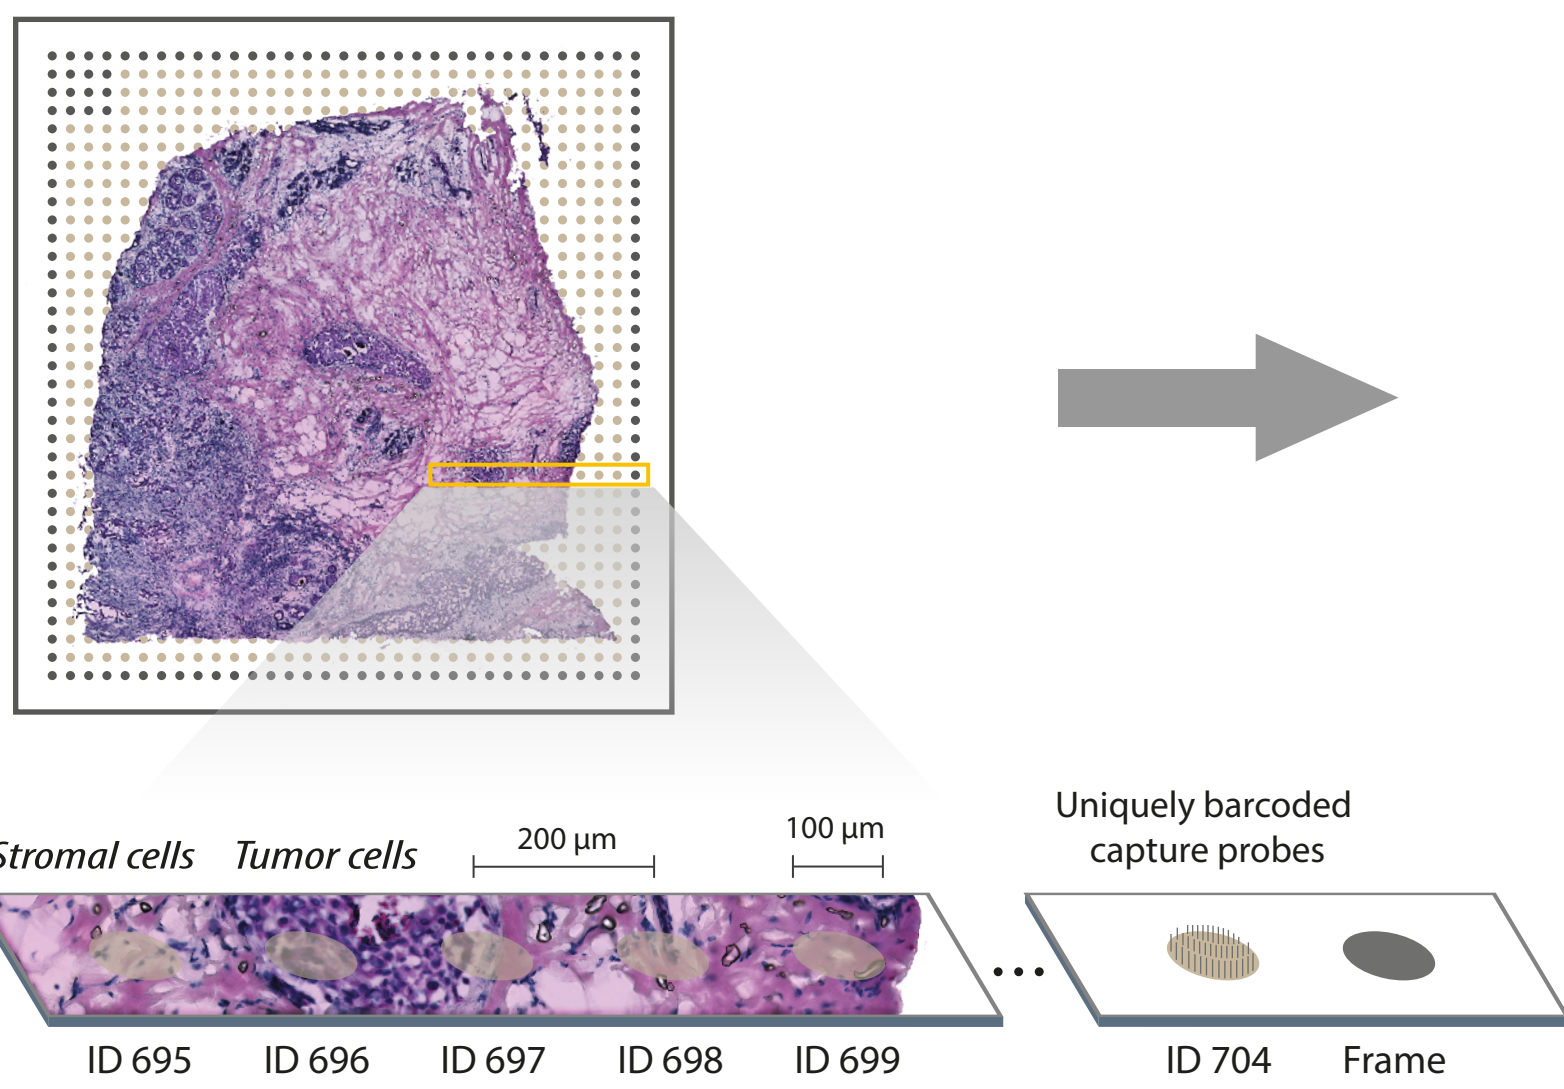 Uniquely barcoded
capture probes
Stromal cells Tumor cells 200 µm 100 µm
ID 695 ID 696 ID 697 ID 698 ID 699 ID 704 Frame